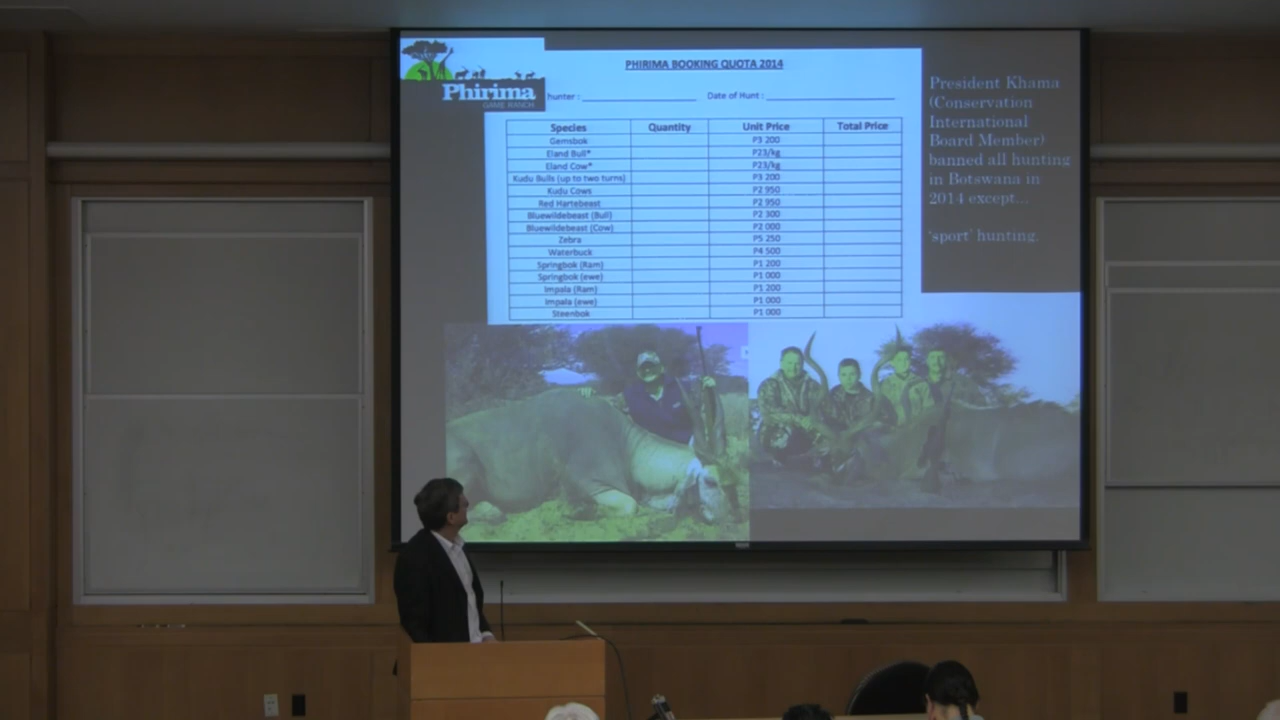 Phirima
GAME RANCH
PHIRIMA BOOKING QUOTA 2014
hunter : Date of Hunt :
Species Quantity Unit Price Total Price
Gemsbok P3 200
Eland Bull* P23/kg
Eland Cow* P23/kg
Kudu Bulls (up to two turns) P3 200
Kudu Cows P2 950
Red Hartebeast P2 950
Bluewildebeast (Bull) P2 300
Bluewildebeast (Cow) P2 000
Zebra P5 250
Waterbuck P4 500
Springbok (Ram) P1 200
Springbok (ewe) P1 000
Impala (Ram) P1 200
Impala (ewe) P1 000
Steenbok P1 000
President Khama
(Conservation
International
Board Member)
banned all hunting
in Botswana in
2014 except...
'sport' hunting.